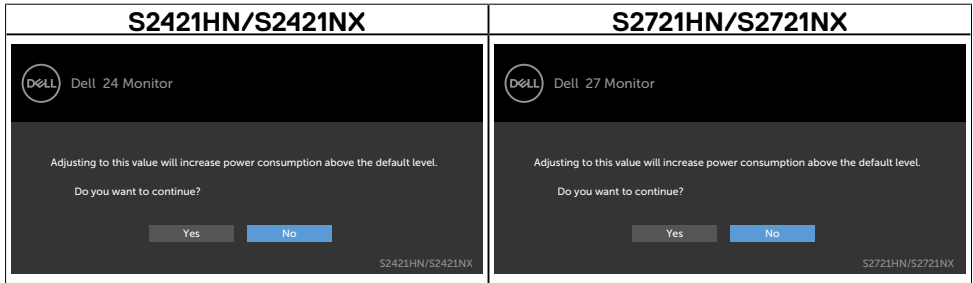 S2421HN/S2421NX
DELL Dell 24 Monitor
Adjusting to this value will increase power consumption above the default level.
Do you want to continue?
Yes No
S2421HN/S2421NX
S2721HN/S2721NX
DELL Dell 27 Monitor
Adjusting to this value will increase power consumption above the default level.
Do you want to continue?
Yes No
S2721HN/S2721NX